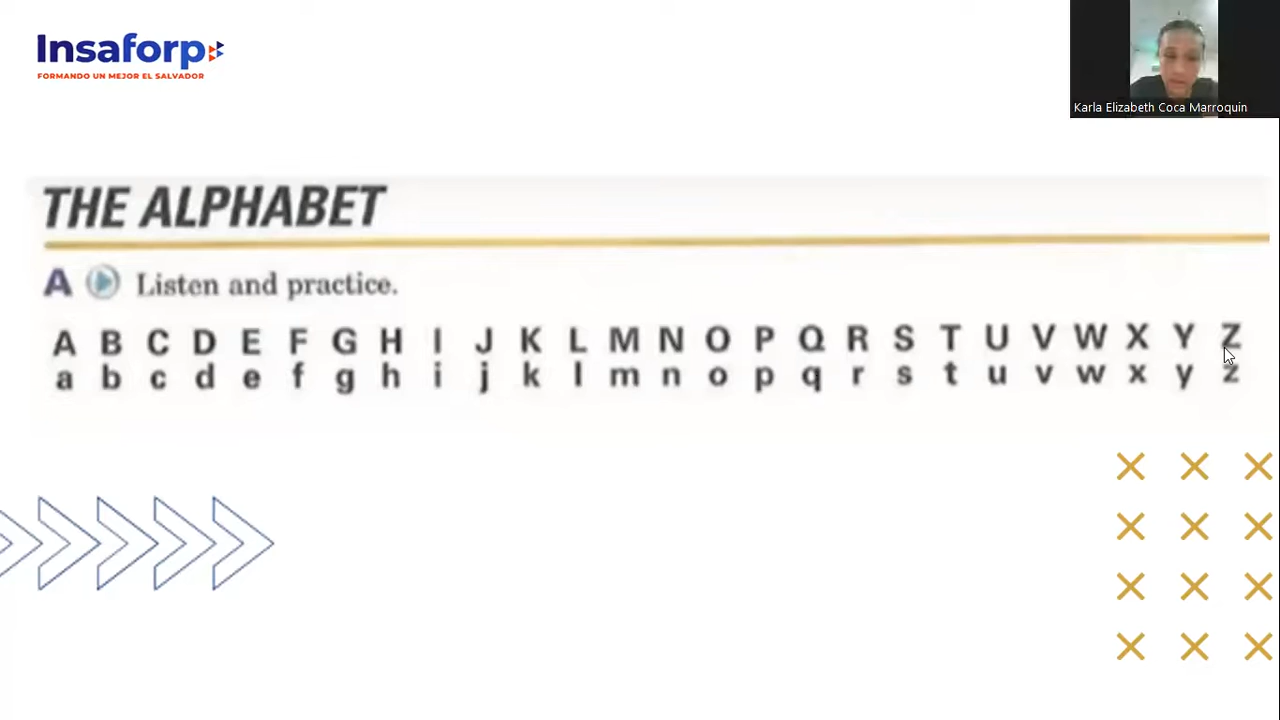 Insaforp
FORMANDO UN MEJOR EL SALVADOR
Karla Elizabeth Coca Marroquin
THE ALPHABET
A Listen and practice.
A B C D E F G H I J K L M N O P Q R S T U V W X Y Z
a b c d e f g h i j k l m n o p q r s t u v w x y z